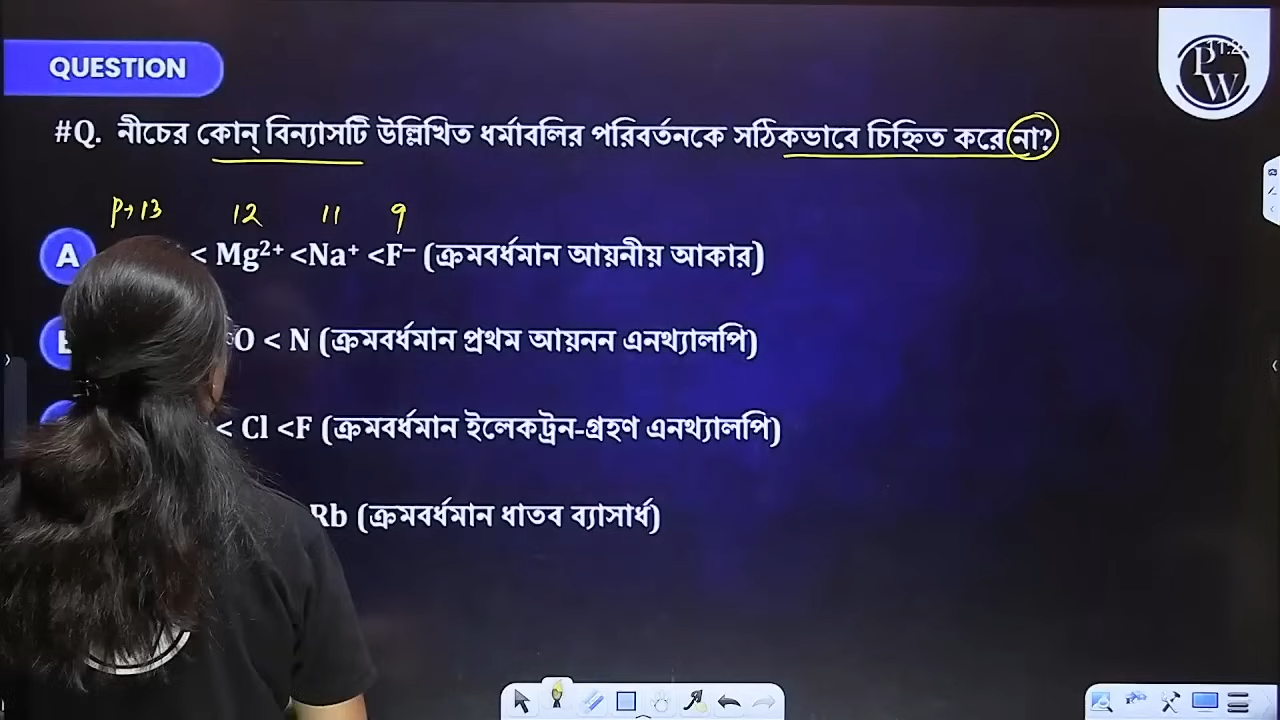 QUESTION
PW
#Q. নীচের কোন্ বিন্যাসটি উল্লিখিত ধর্মাবলির পরিবর্তনকে সঠিকভাবে চিহ্নিত করে না?
P→13 12 11 9
A < Mg²⁺ <Na⁺ <F⁻ (ক্রমবর্ধমান আয়নীয় আকার)
O < N (ক্রমবর্ধমান প্রথম আয়নন এনথ্যালপি)
< Cl <F (ক্রমবর্ধমান ইলেকট্রন-গ্রহণ এনথ্যালপি)
Rb (ক্রমবর্ধমান ধাতব ব্যাসার্ধ)